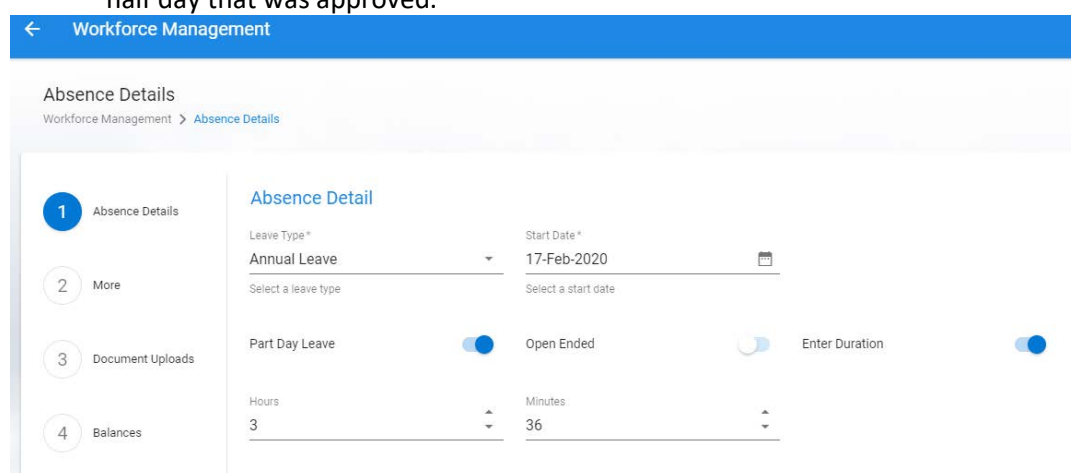 half day that was approved.
Workforce Management
Absence Details
Workforce Management > Absence Details
1 Absence Details
2 More
3 Document Uploads
4 Balances
Absence Detail
Leave Type* Start Date*
Annual Leave 17-Feb-2020
Select a leave type Select a start date
Part Day Leave Open Ended Enter Duration
Hours Minutes
3 36